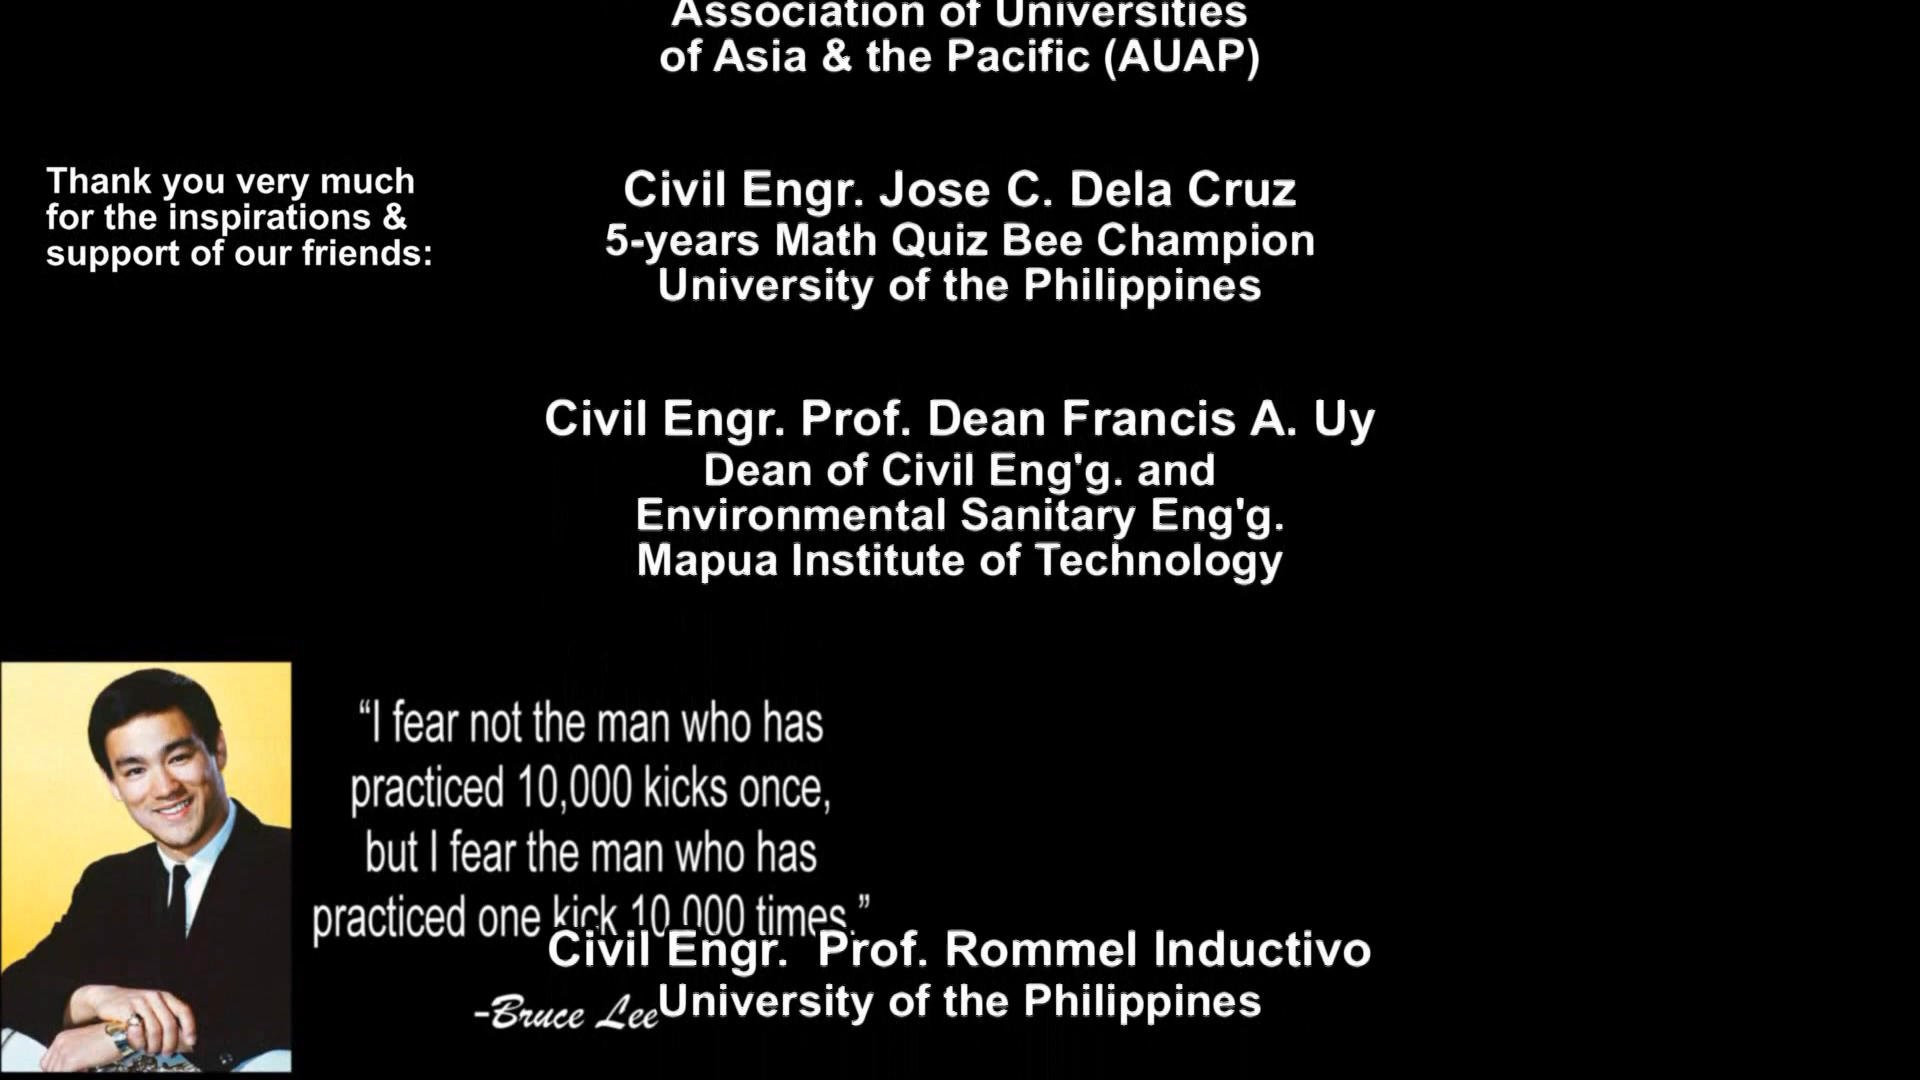 Association of Universities
of Asia & the Pacific (AUAP)
Thank you very much
for the inspirations &
support of our friends:
Civil Engr. Jose C. Dela Cruz
5-years Math Quiz Bee Champion
University of the Philippines
Civil Engr. Prof. Dean Francis A. Uy
Dean of Civil Eng'g. and
Environmental Sanitary Eng'g.
Mapua Institute of Technology
“I fear not the man who has
practiced 10,000 kicks once,
but I fear the man who has
practiced one kick 10,000 times.”
-Bruce Lee
Civil Engr. Prof. Rommel Inductivo
University of the Philippines